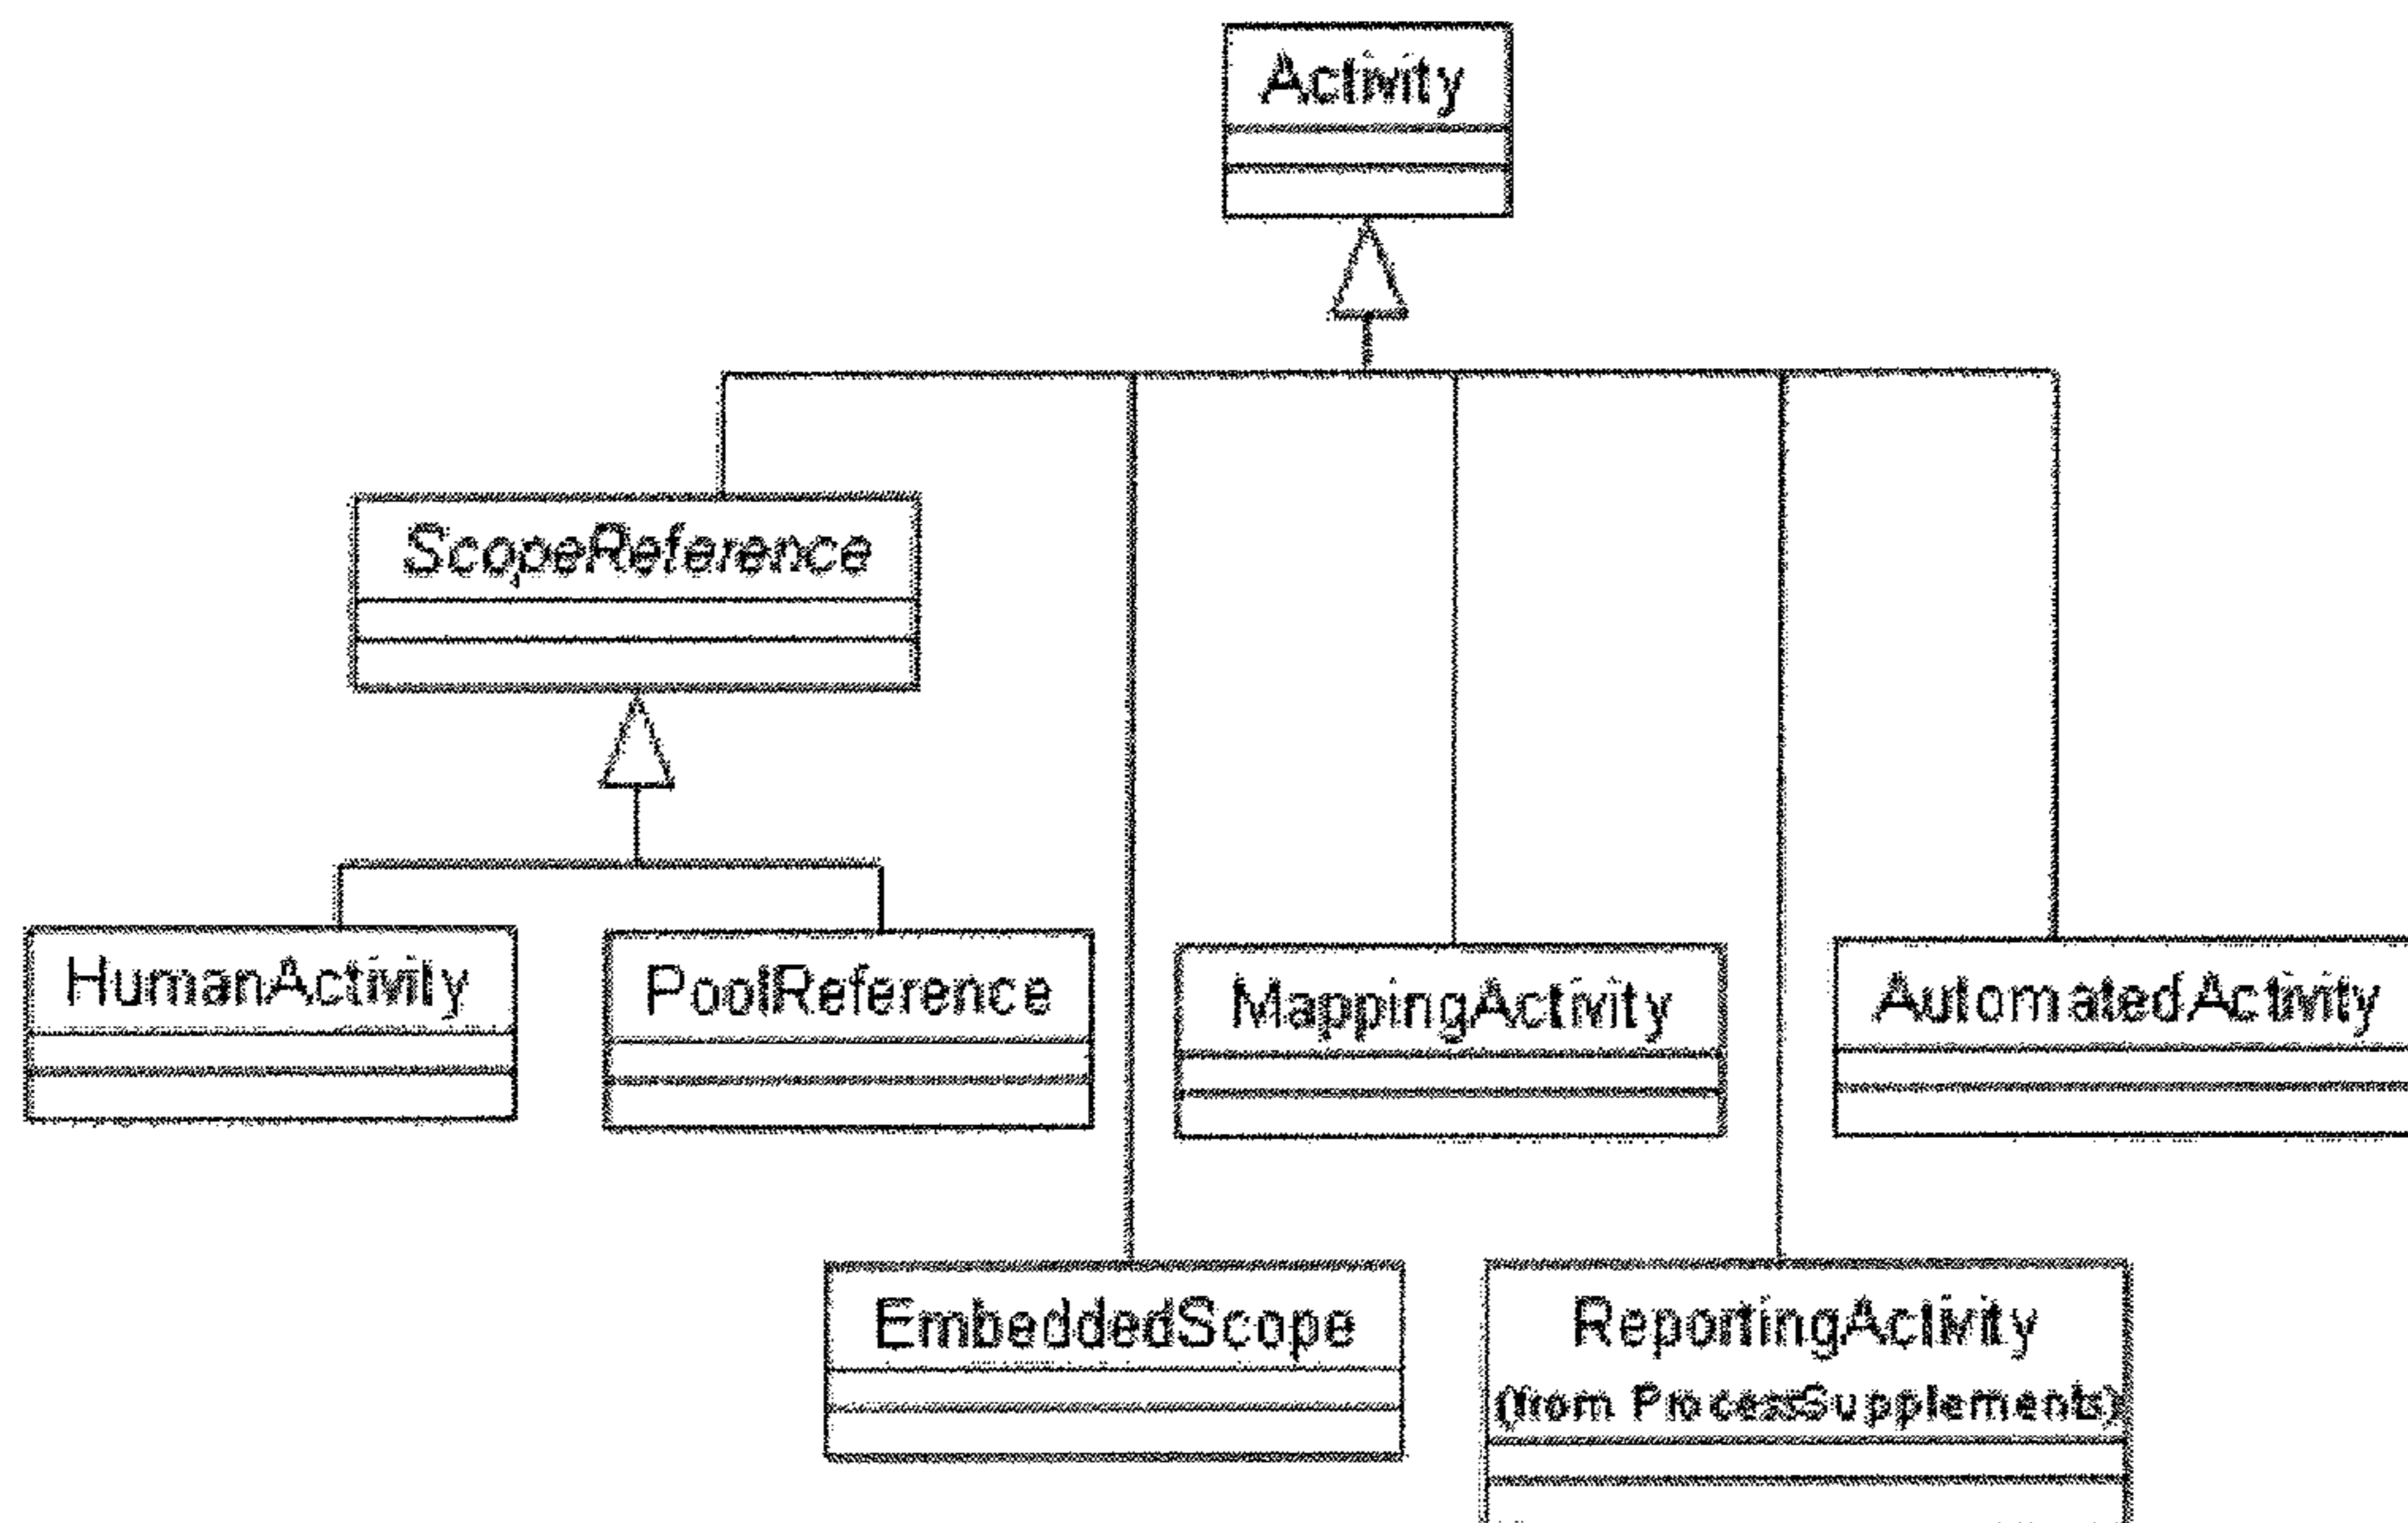 Activity
ScopeReference
HumanActivity
PoolReference
MappingActivity
AutomatedActivity
EmbeddedScope
ReportingActivity
(from ProcessSupplements)